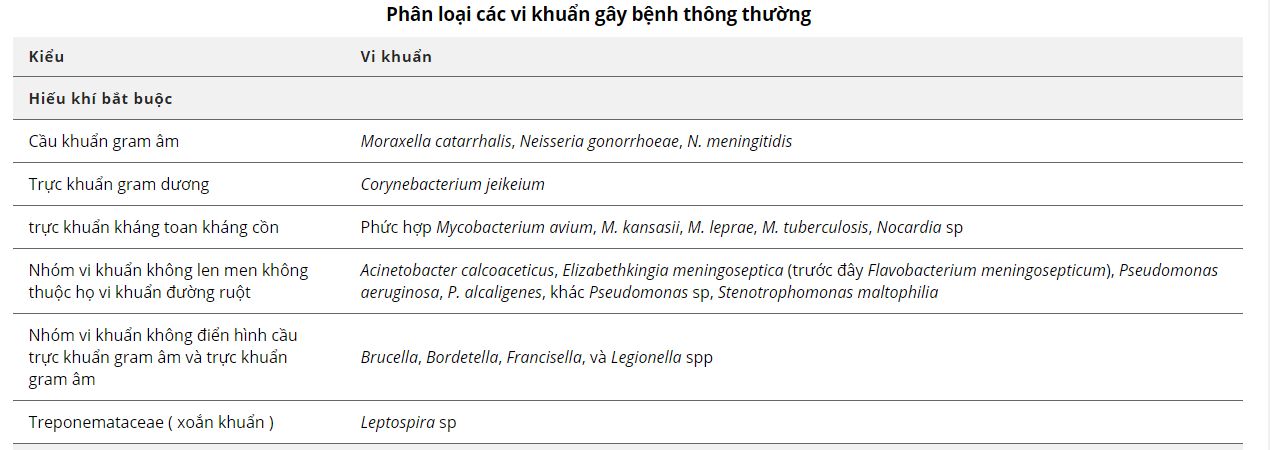 Phân loại các vi khuẩn gây bệnh thông thường
Kiểu
Vi khuẩn
Hiếu khí bắt buộc
Cầu khuẩn gram âm
Moraxella catarrhalis, Neisseria gonorrhoeae, N. meningitidis
Trực khuẩn gram dương
Corynebacterium jeikeium
trực khuẩn kháng toan kháng cồn
Phức hợp Mycobacterium avium, M. kansasii, M. leprae, M. tuberculosis, Nocardia sp
Nhóm vi khuẩn không len men không
thuộc họ vi khuẩn đường ruột
Acinetobacter calcoaceticus, Elizabethkingia meningoseptica (trước đây Flavobacterium meningosepticum), Pseudomonas
aeruginosa, P. alcaligenes, khác Pseudomonas sp, Stenotrophomonas maltophilia
Nhóm vi khuẩn không điển hình cầu
trực khuẩn gram âm và trực khuẩn
gram âm
Brucella, Bordetella, Francisella, và Legionella spp
Treponemataceae ( xoắn khuẩn )
Leptospira sp